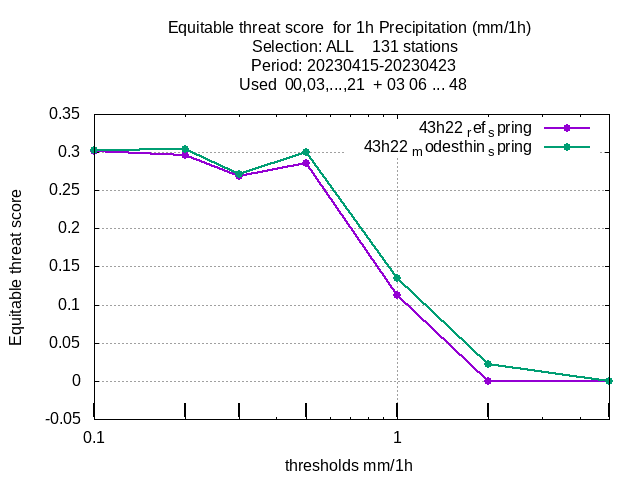 Equitable threat score  for 1h Precipitation (mm/1h)
Selection: ALL    131 stations
Period: 20230415-20230423
Used  00,03,...,21  + 03 06 ... 48
0.35
0.3
0.25
0.2
0.15
0.1
0.05
0
-0.05
0.1
1
Equitable threat score
thresholds mm/1h
43h22 ref spring
43h22 modesthin spring